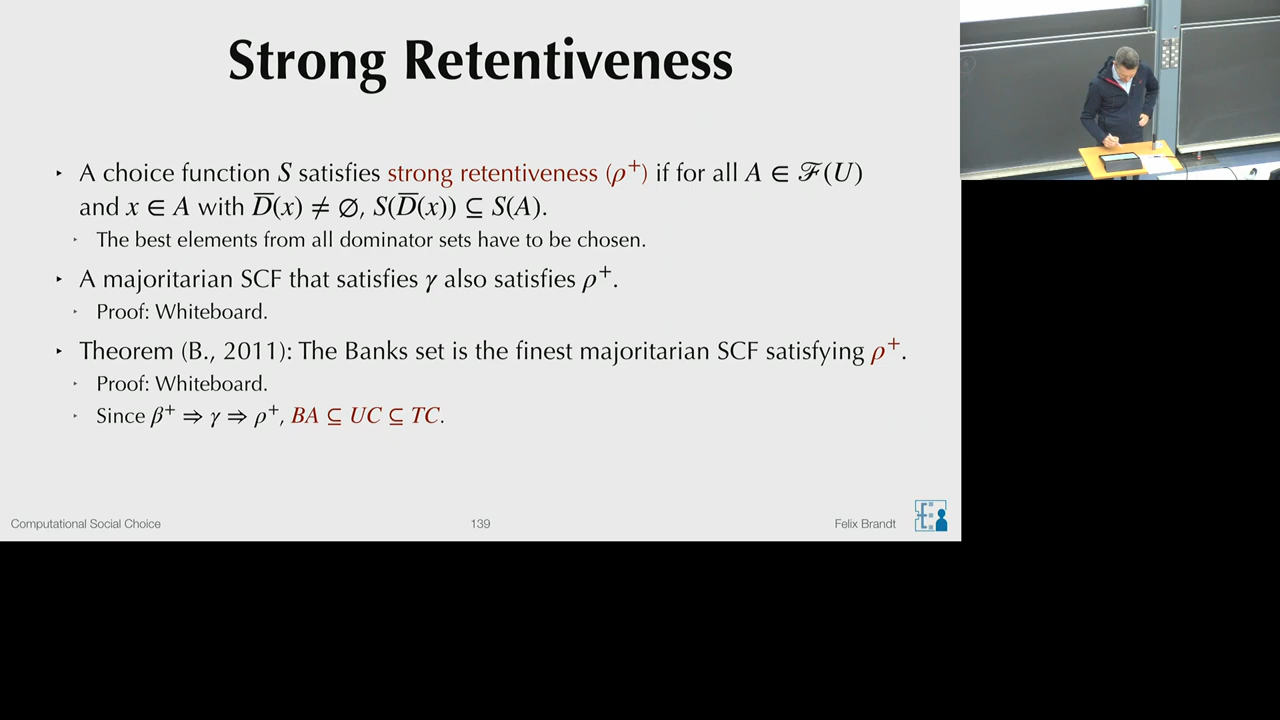 Strong Retentiveness
‣ A choice function S satisfies strong retentiveness (ρ⁺) if for all A ∈ ℱ(U)
and x ∈ A with D̅(x) ≠ ∅, S(D̅(x)) ⊆ S(A).
‣ The best elements from all dominator sets have to be chosen.
‣ A majoritarian SCF that satisfies γ also satisfies ρ⁺.
‣ Proof: Whiteboard.
‣ Theorem (B., 2011): The Banks set is the finest majoritarian SCF satisfying ρ⁺.
‣ Proof: Whiteboard.
‣ Since β⁺ ⇒ γ ⇒ ρ⁺, BA ⊆ UC ⊆ TC.
Computational Social Choice
139
Felix Brandt